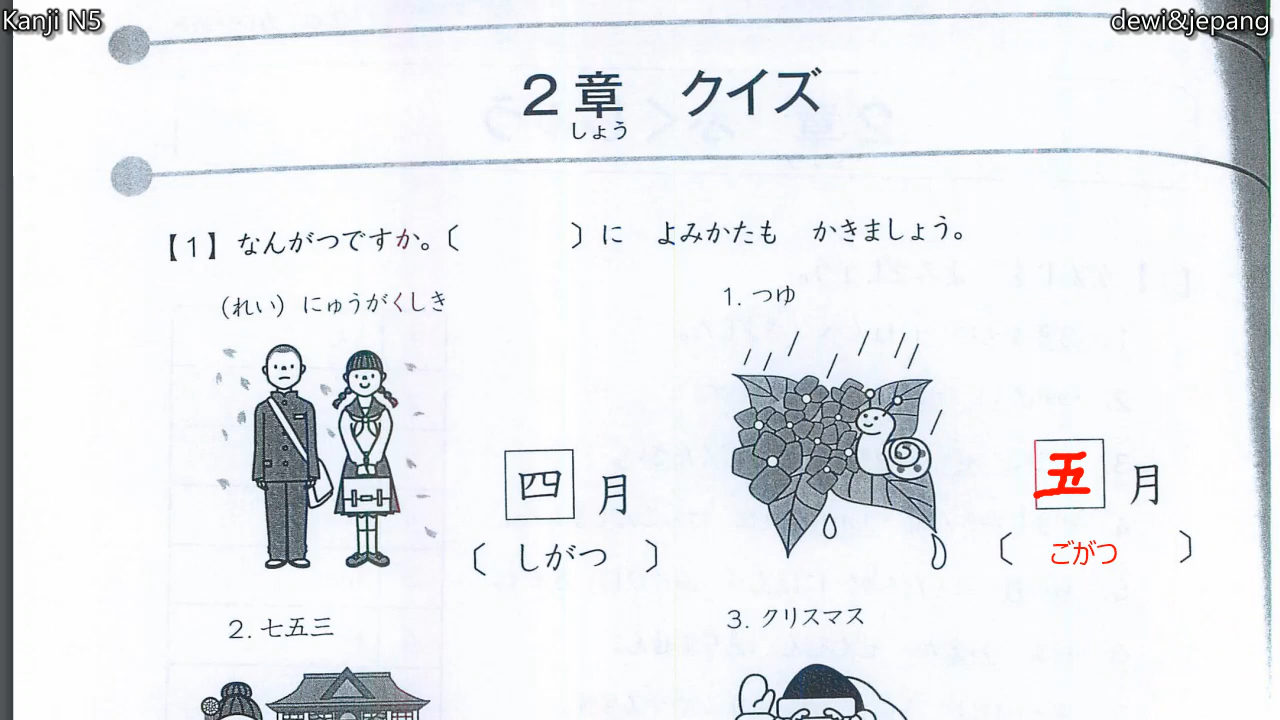 Kanji N5
dewi&jepang
2章 クイズ
しょう
【1】なんがつですか。〔　　　〕に よみかたも かきましょう。
（れい）にゅうがくしき
1. つゆ
四 月
〔 しがつ 〕
五 月
〔 ごがつ 〕
2. 七五三
3. クリスマス